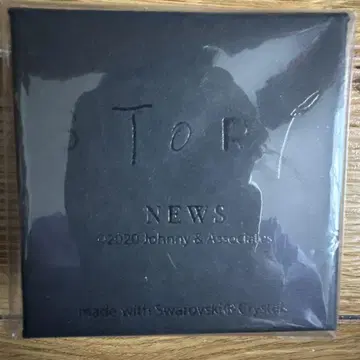 STORY
NEWS
©2020 Johnny & Associates
made with Swarovski® Crystals